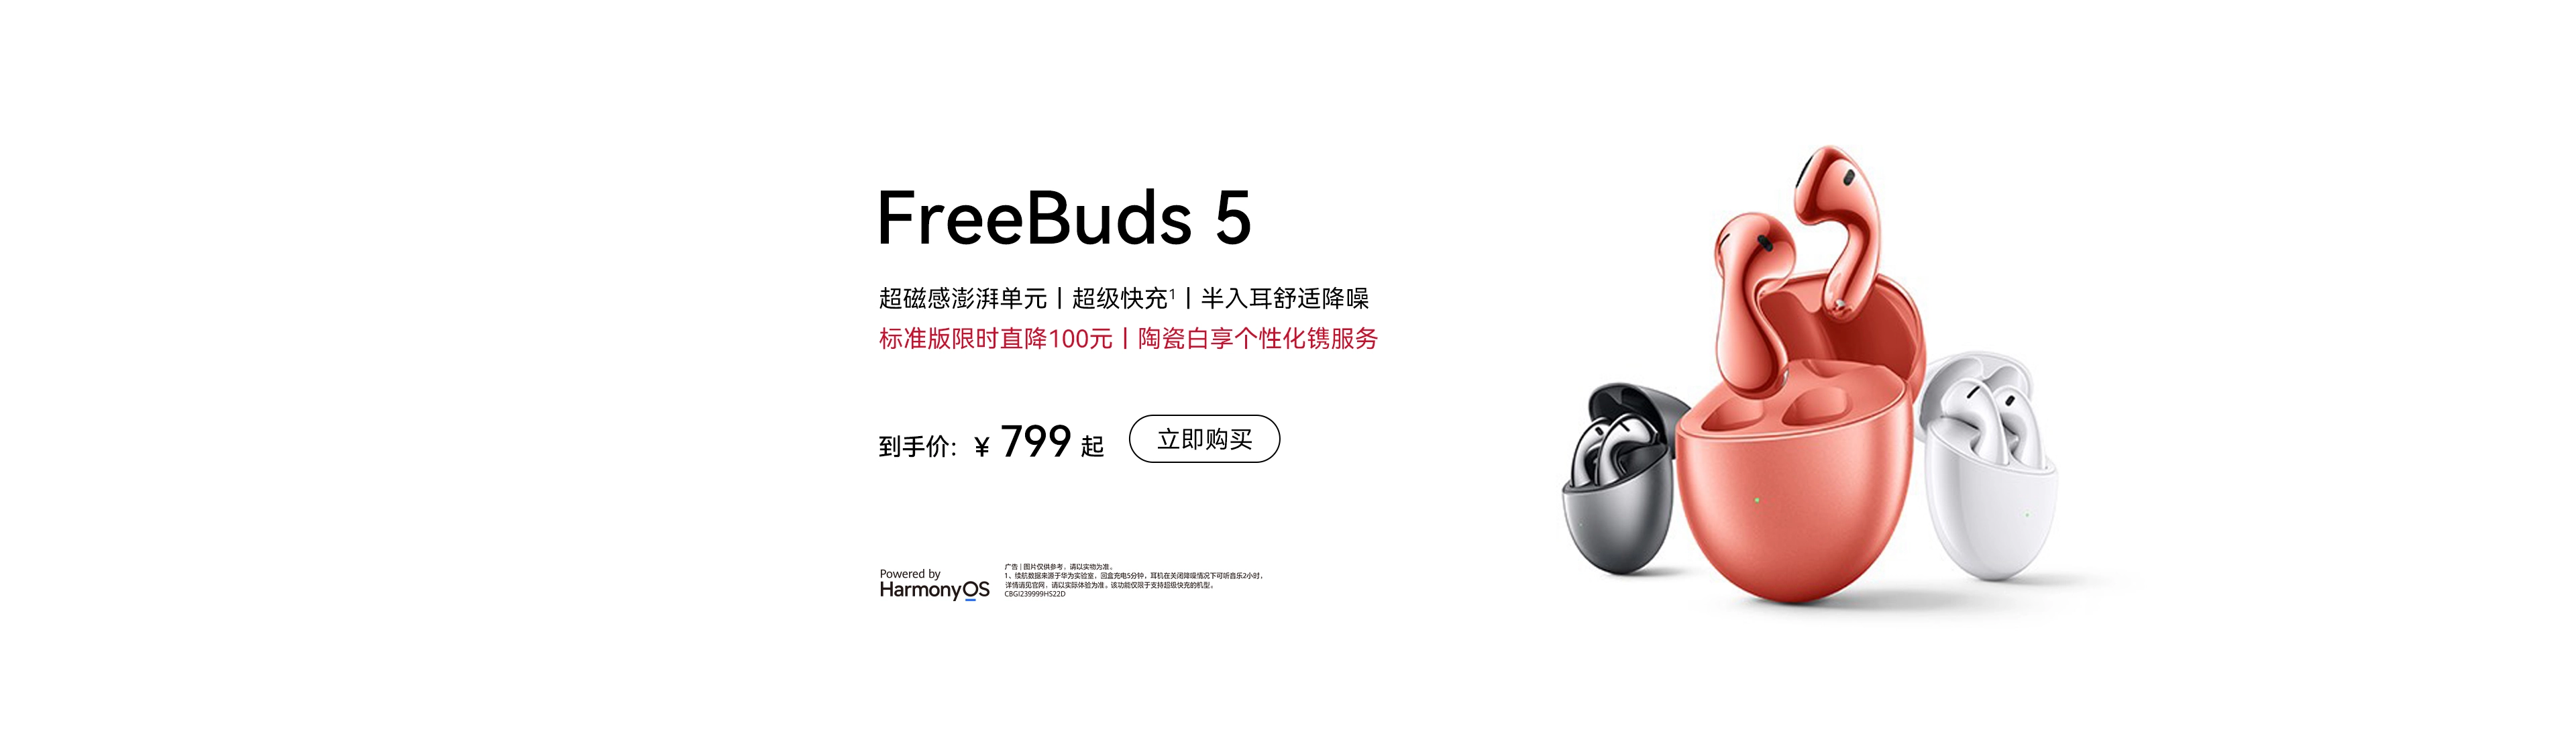 FreeBuds 5
超磁感澎湃单元丨超级快充1丨半入耳舒适降噪
标准版限时直降100元丨陶瓷白享个性化镌服务
到手价: ¥ 799 起
立即购买
Powered by
HarmonyOS
广告 | 图片仅供参考，请以实物为准。
1、续航数据来源于华为实验室，回盒充电5分钟，耳机在关闭降噪情况下可听音乐2小时，
详情请见官网，请以实际体验为准。该功能仅限于支持超级快充的机型。
CBGI239999HS22D